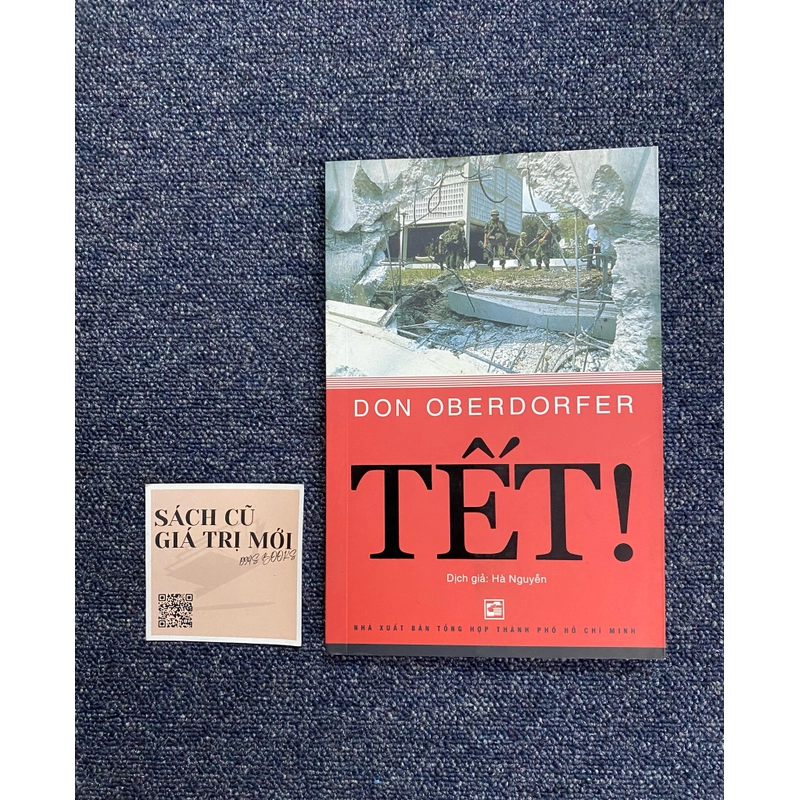 DON OBERDORFER
TẾT!
Dịch giả: Hà Nguyễn
NHÀ XUẤT BẢN TỔNG HỢP THÀNH PHỐ HỒ CHÍ MINH
SÁCH CŨ
GIÁ TRỊ MỚI
BOOKS